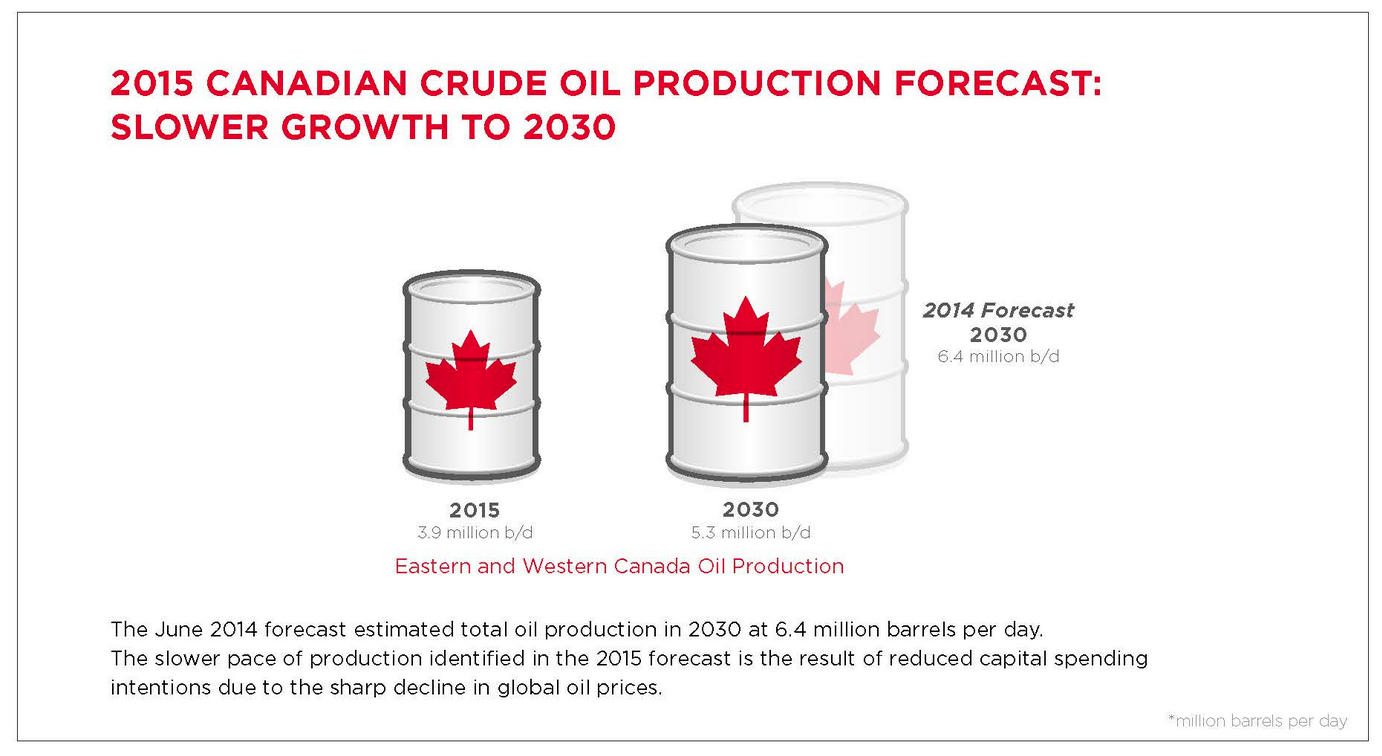 2015 CANADIAN CRUDE OIL PRODUCTION FORECAST:
SLOWER GROWTH TO 2030
2014 Forecast
2030
6.4 million b/d
2015
3.9 million b/d
2030
5.3 million b/d
Eastern and Western Canada Oil Production
The June 2014 forecast estimated total oil production in 2030 at 6.4 million barrels per day.
The slower pace of production identified in the 2015 forecast is the result of reduced capital spending
intentions due to the sharp decline in global oil prices.
*million barrels per day